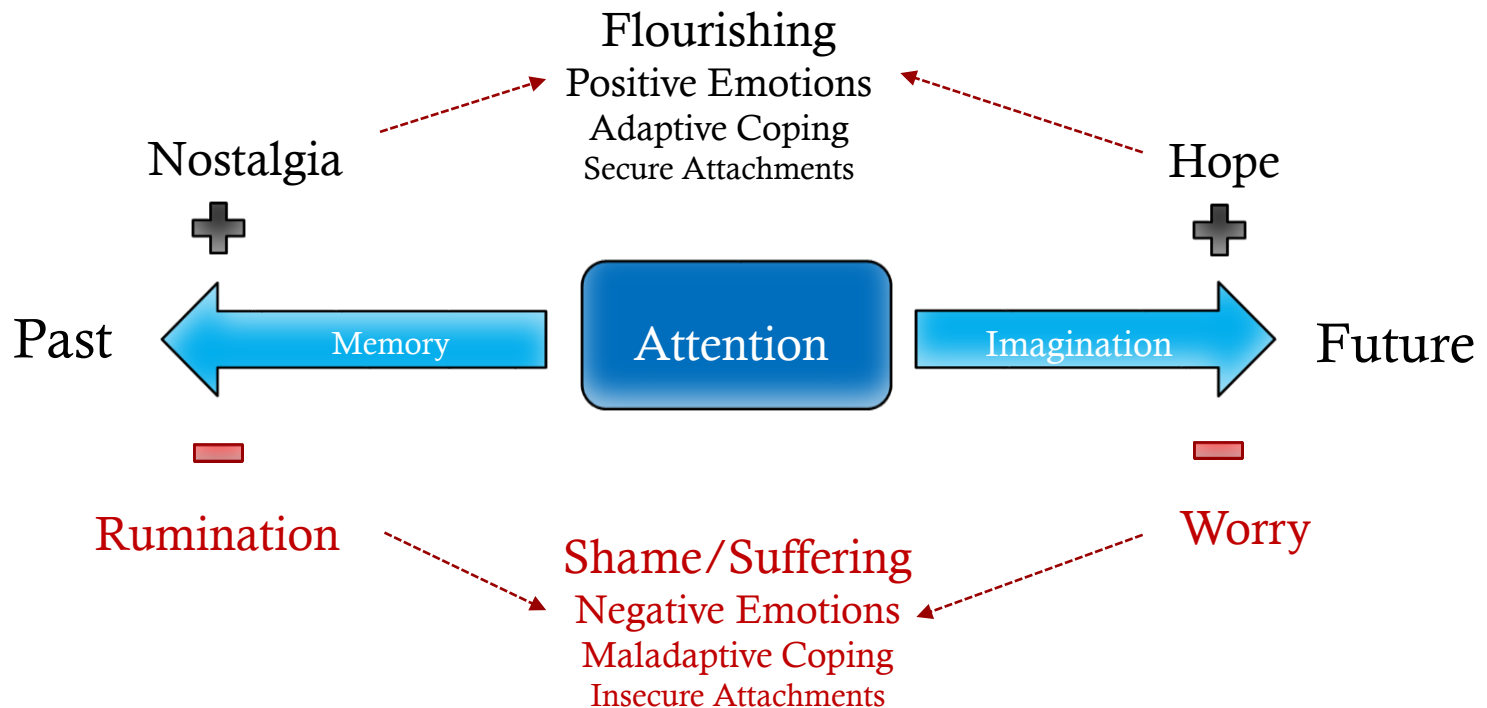 Flourishing
Positive Emotions
Adaptive Coping
Secure Attachments
Nostalgia
Hope
Past
Memory
Attention
Imagination
Future
Rumination
Worry
Shame/Suffering
Negative Emotions
Maladaptive Coping
Insecure Attachments